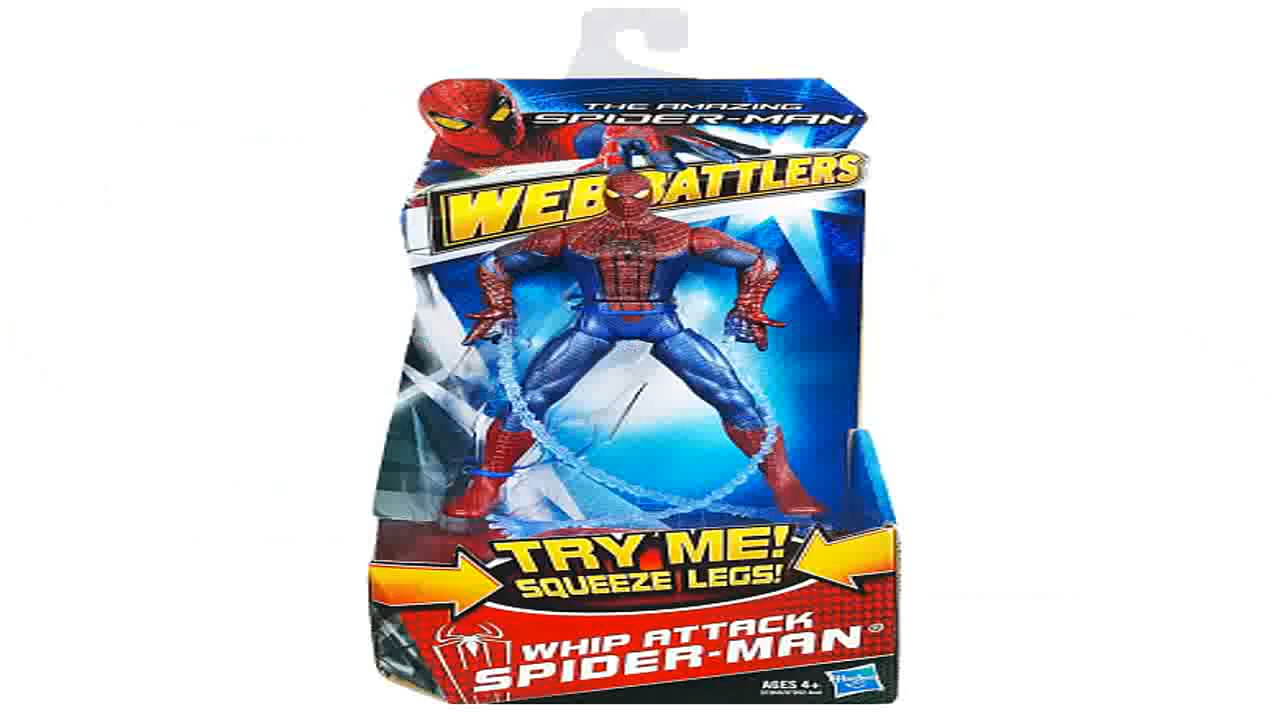 THE AMAZING
SPIDER-MAN
WEB BATTLERS
TRY ME!
SQUEEZE LEGS!
WHIP ATTACK
SPIDER-MAN®
AGES 4+
Hasbro